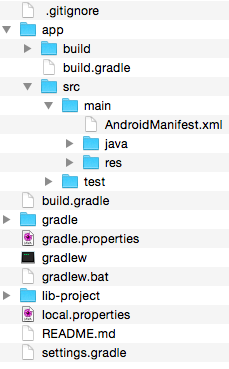 .gitignore
app
build
build.gradle
src
main
AndroidManifest.xml
java
res
test
build.gradle
gradle
gradle.properties
gradlew
gradlew.bat
lib-project
local.properties
README.md
settings.gradle